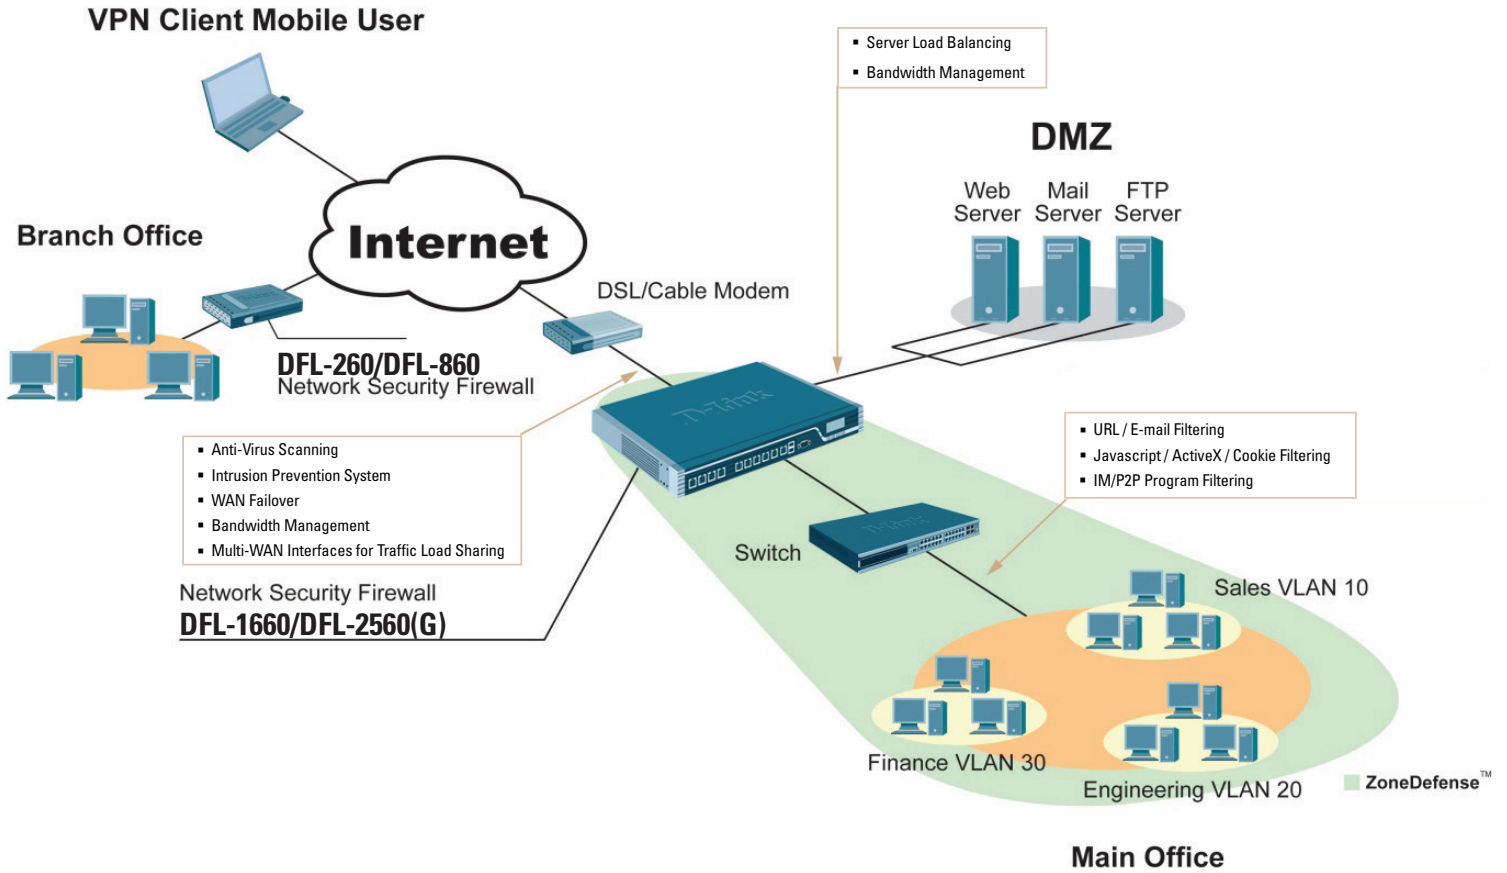 VPN Client Mobile User
▪ Server Load Balancing
▪ Bandwidth Management
DMZ
Web Server
Mail Server
FTP Server
Branch Office
Internet
DSL/Cable Modem
DFL-260/DFL-860
Network Security Firewall
D-Link
▪ Anti-Virus Scanning
▪ Intrusion Prevention System
▪ WAN Failover
▪ Bandwidth Management
▪ Multi-WAN Interfaces for Traffic Load Sharing
▪ URL / E-mail Filtering
▪ Javascript / ActiveX / Cookie Filtering
▪ IM/P2P Program Filtering
D-Link
Switch
Network Security Firewall
DFL-1660/DFL-2560(G)
Sales VLAN 10
Finance VLAN 30
Engineering VLAN 20
ZoneDefense™
Main Office